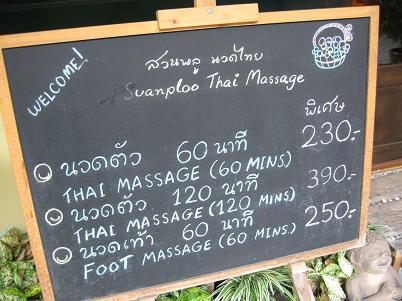 WELCOME!
สวนพลู นวดไทย
Suanploo Thai Massage
พิเศษ
นวดตัว 60 นาที 230.-
THAI MASSAGE (60 MINS)
นวดตัว 120 นาที 390.-
THAI MASSAGE (120 MINS)
นวดเท้า 60 นาที 250.-
FOOT MASSAGE (60 MINS.)